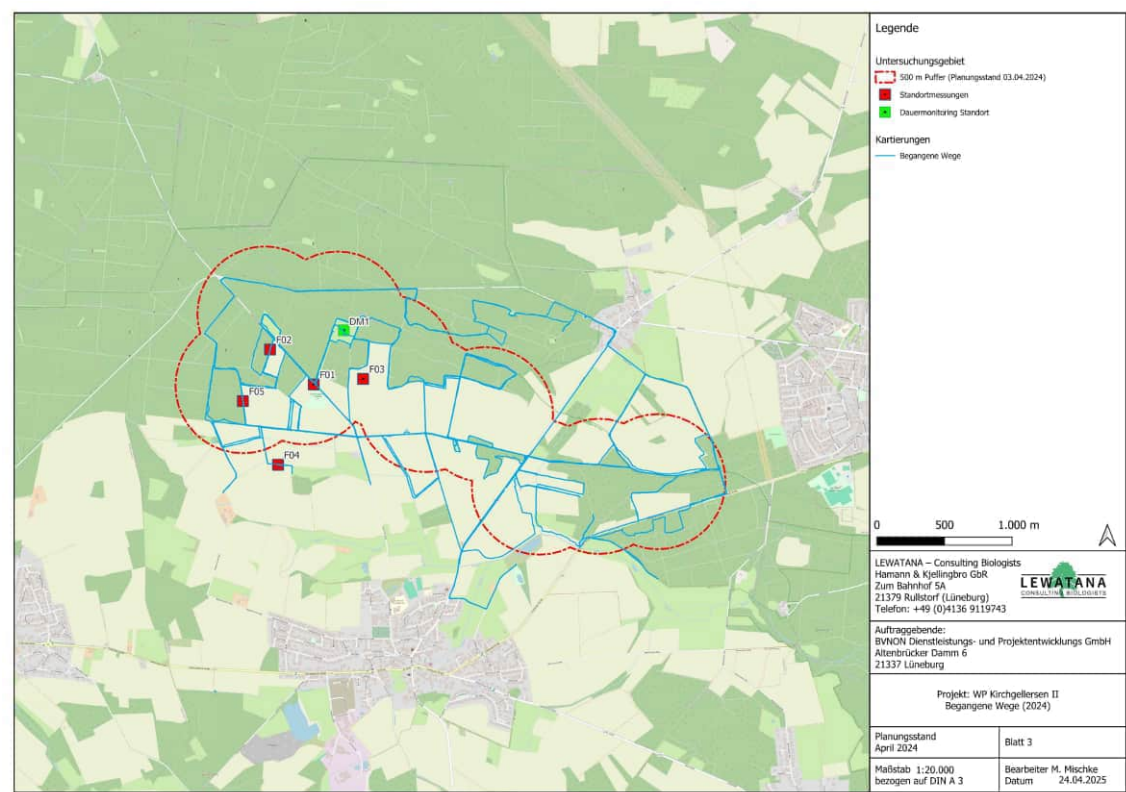 F02
DM1
F01
F03
F05
F04
Legende
Untersuchungsgebiet
500 m Puffer (Planungsstand 03.04.2024)
Standortmessungen
Dauermonitoring Standort
Kartierungen
Begangene Wege
0 500 1.000 m
LEWATANA – Consulting Biologists
Hamann & Kjellingbro GbR
Zum Bahnhof 5A
21379 Rullstorf (Lüneburg)
Telefon: +49 (0)4136 9119743
LEWATANA
CONSULTING BIOLOGISTS
Auftraggebende:
BVNON Dienstleistungs- und Projektentwicklungs GmbH
Altenbrücker Damm 6
21337 Lüneburg
Projekt: WP Kirchgellersen II
Begangene Wege (2024)
Planungsstand
April 2024
Blatt 3
Maßstab 1:20.000
bezogen auf DIN A 3
Bearbeiter M. Mischke
Datum 24.04.2025